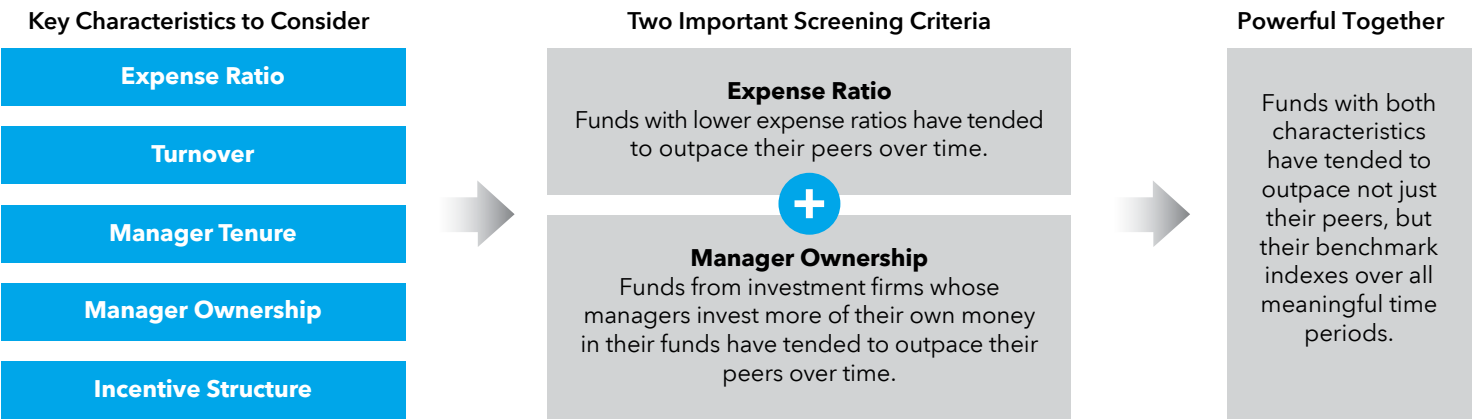 Key Characteristics to Consider
Expense Ratio
Turnover
Manager Tenure
Manager Ownership
Incentive Structure
Two Important Screening Criteria
Expense Ratio
Funds with lower expense ratios have tended
to outpace their peers over time.
+
Manager Ownership
Funds from investment firms whose
managers invest more of their own money
in their funds have tended to outpace their
peers over time.
Powerful Together
Funds with both
characteristics
have tended to
outpace not just
their peers, but
their benchmark
indexes over all
meaningful time
periods.